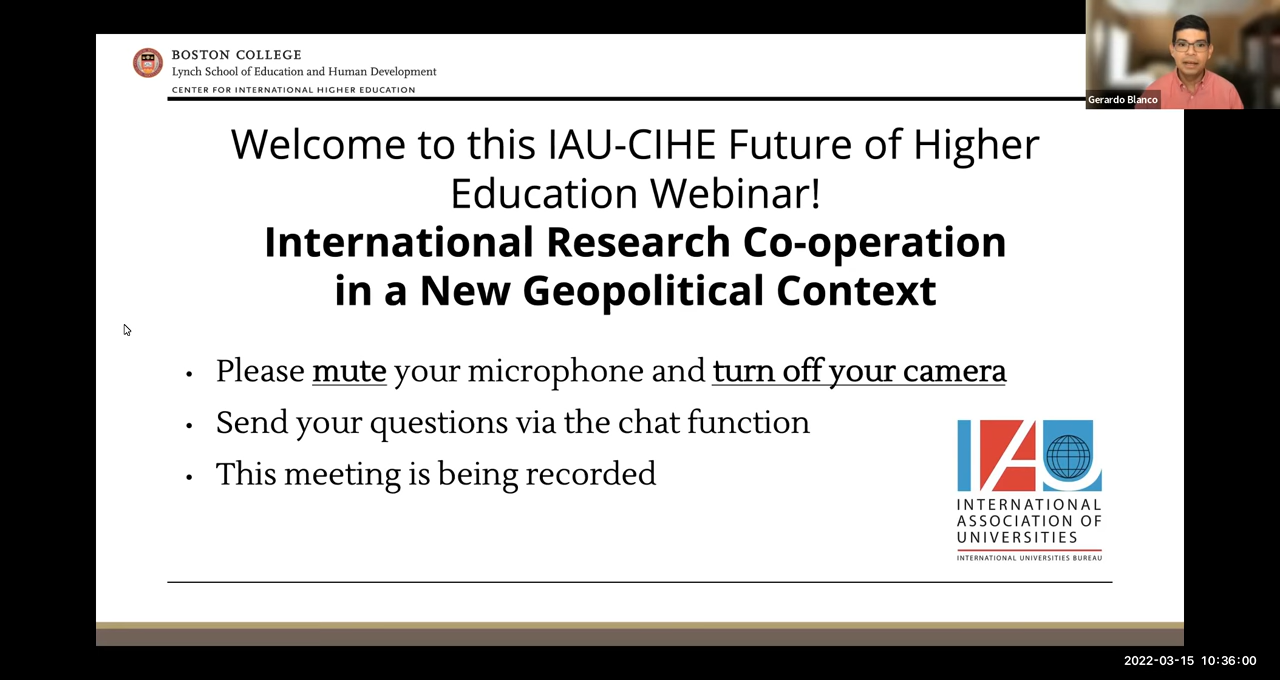 BOSTON COLLEGE
Lynch School of Education and Human Development
CENTER FOR INTERNATIONAL HIGHER EDUCATION
Gerardo Blanco
Welcome to this IAU-CIHE Future of Higher
Education Webinar!
International Research Co-operation
in a New Geopolitical Context
• Please mute your microphone and turn off your camera
• Send your questions via the chat function
• This meeting is being recorded
IAU
INTERNATIONAL
ASSOCIATION OF
UNIVERSITIES
INTERNATIONAL UNIVERSITIES BUREAU
2022-03-15 10:36:00